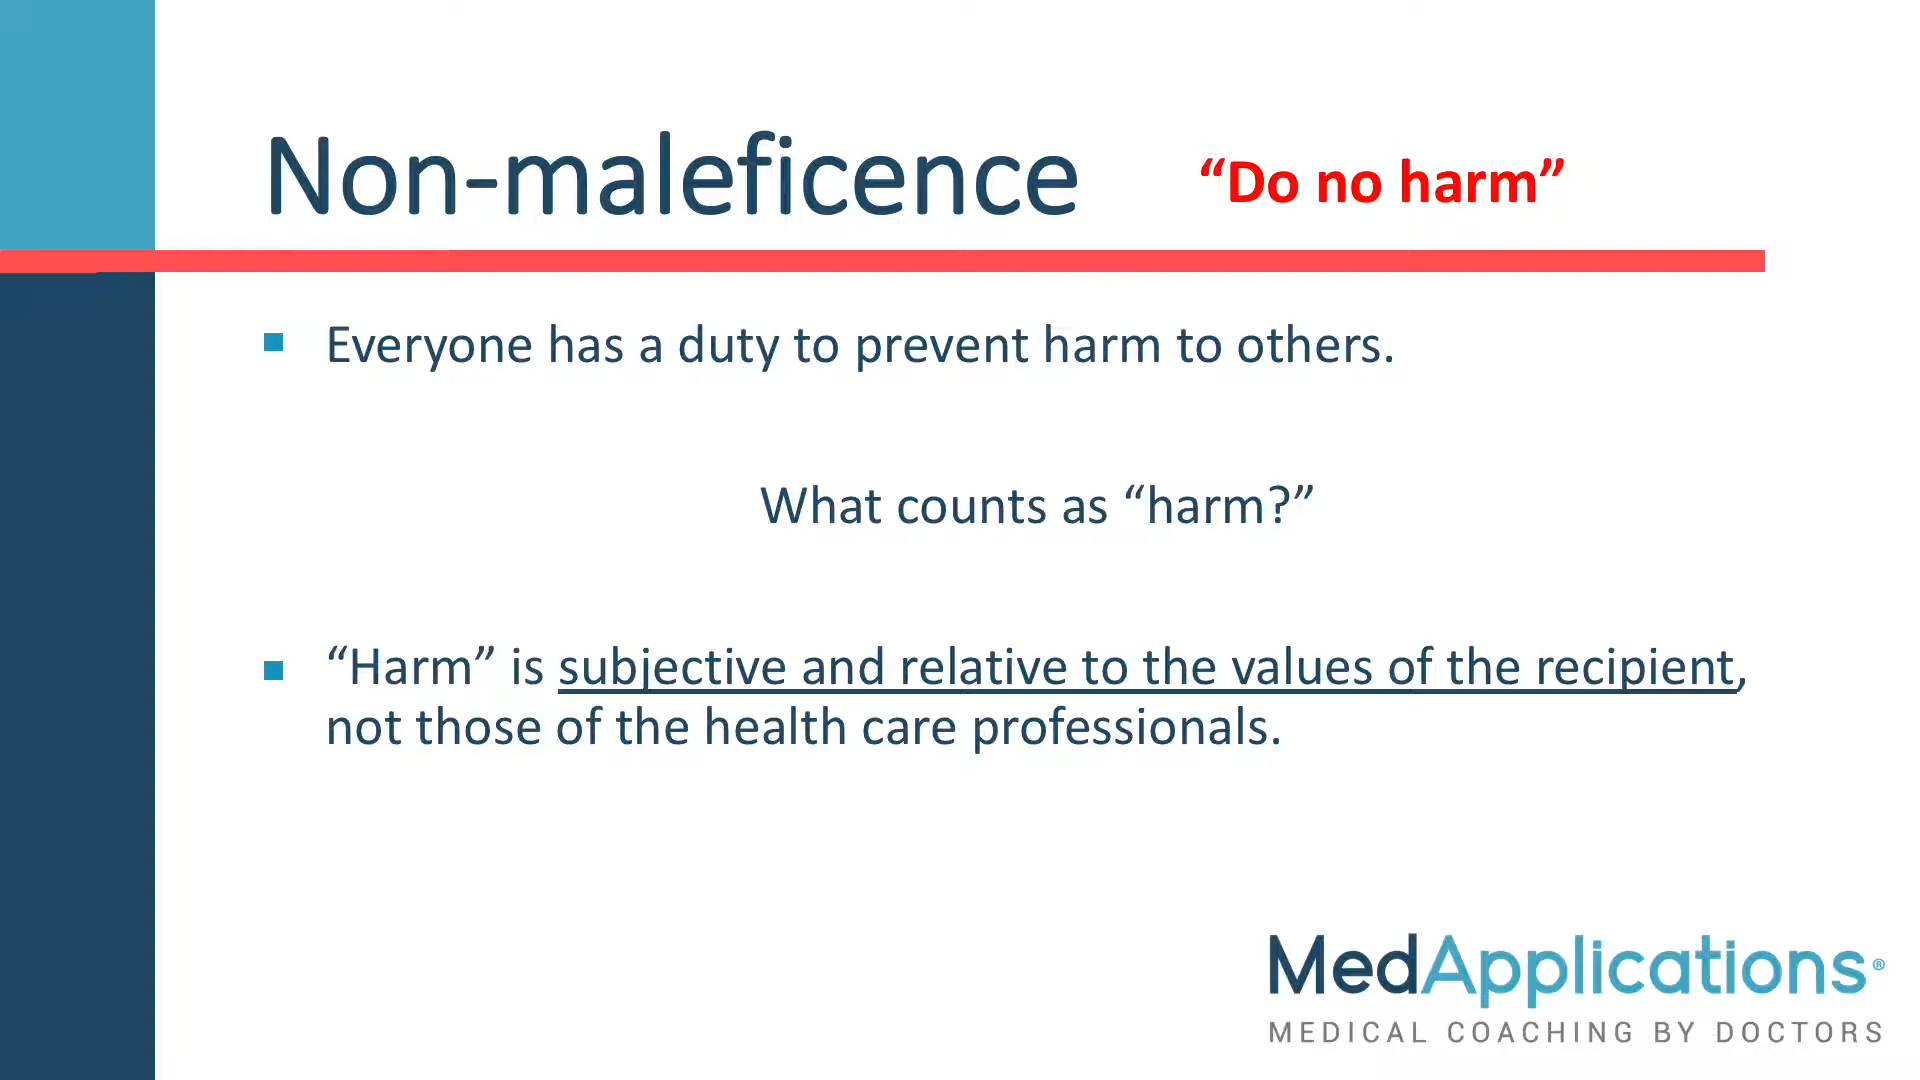 Non-maleficence “Do no harm”
Everyone has a duty to prevent harm to others.
What counts as “harm?”
“Harm” is subjective and relative to the values of the recipient,
not those of the health care professionals.
MedApplications®
MEDICAL COACHING BY DOCTORS